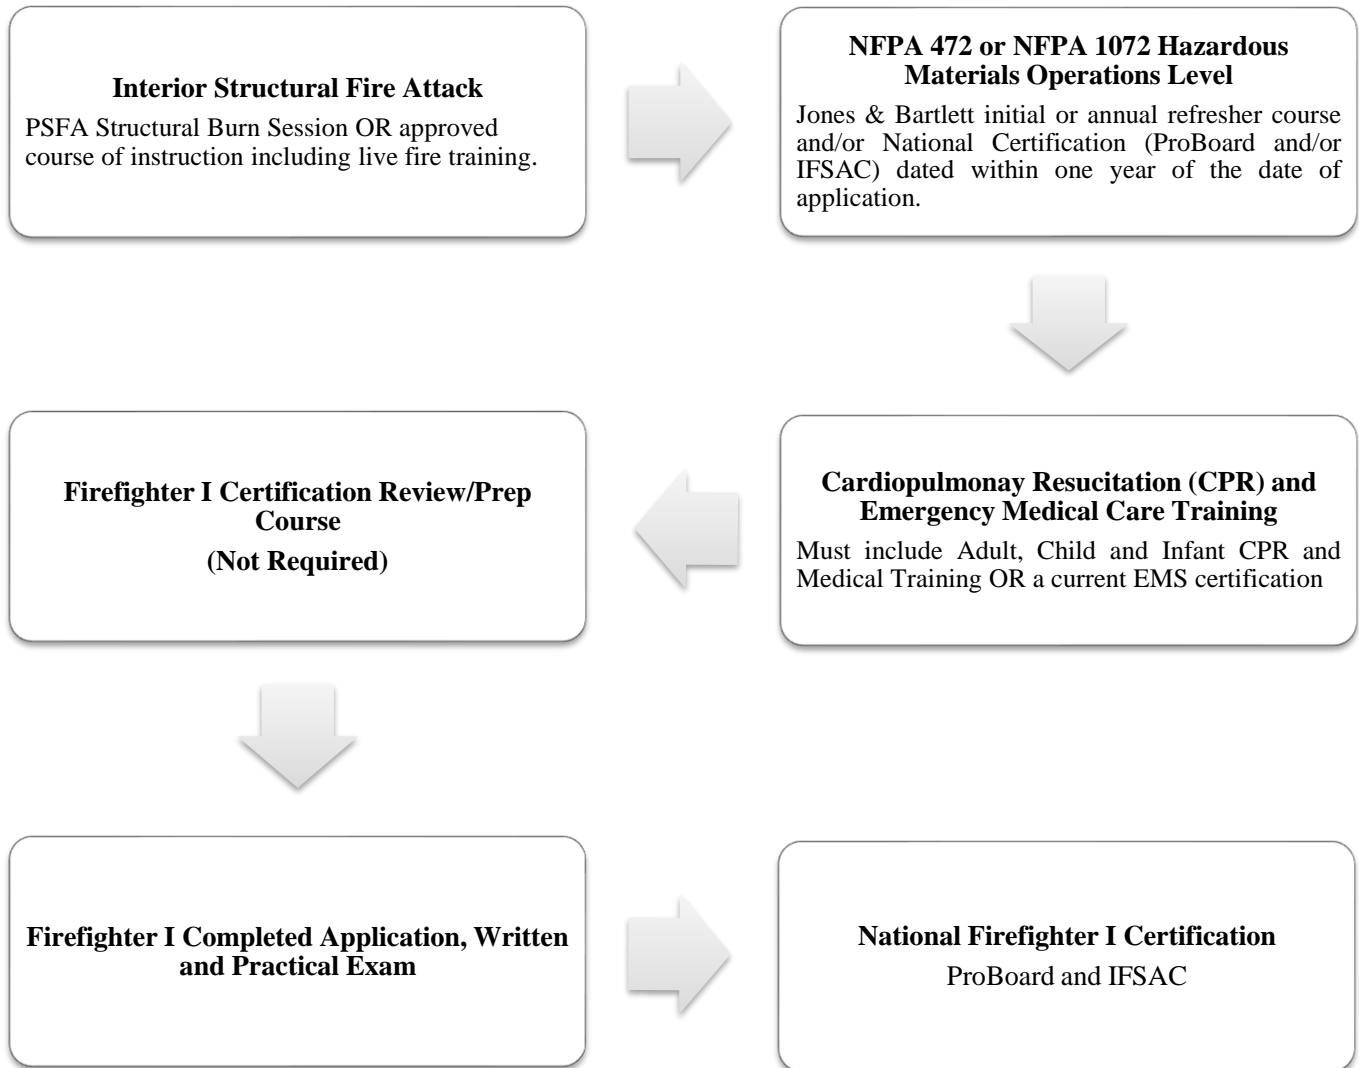 Interior Structural Fire Attack
PSFA Structural Burn Session OR approved
course of instruction including live fire training.
NFPA 472 or NFPA 1072 Hazardous
Materials Operations Level
Jones & Bartlett initial or annual refresher course
and/or National Certification (ProBoard and/or
IFSAC) dated within one year of the date of
application.
Cardiopulmonay Resucitation (CPR) and
Emergency Medical Care Training
Must include Adult, Child and Infant CPR and
Medical Training OR a current EMS certification
Firefighter I Certification Review/Prep
Course
(Not Required)
Firefighter I Completed Application, Written
and Practical Exam
National Firefighter I Certification
ProBoard and IFSAC